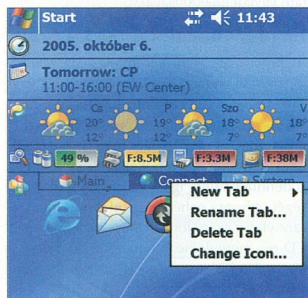 Start 11:43
2005. október 6.
Tomorrow: CP
11:00-16:00 (EW Center)
Cs P Szo V
20° 19° 18° 18°
12° 12° 7°
49 % F:8.5M F:3.3M F:38M
Main Connect System
New Tab
Rename Tab...
Delete Tab
Change Icon...